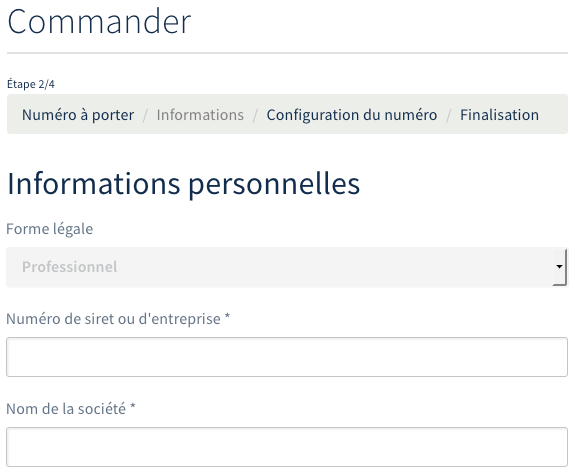 Commander
Étape 2/4
Numéro à porter / Informations / Configuration du numéro / Finalisation
Informations personnelles
Forme légale
Professionnel
Numéro de siret ou d'entreprise *
Nom de la société *